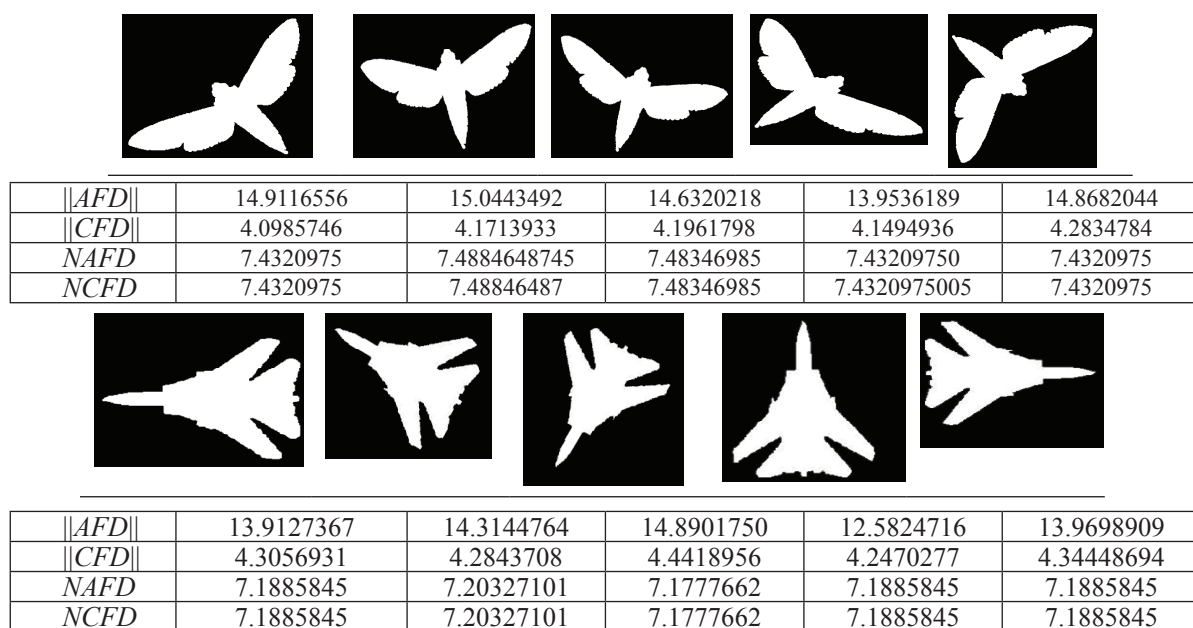 ||AFD|| 14.9116556 15.0443492 14.6320218 13.9536189 14.8682044
||CFD|| 4.0985746 4.1713933 4.1961798 4.1494936 4.2834784
NAFD 7.4320975 7.4884648745 7.48346985 7.43209750 7.4320975
NCFD 7.4320975 7.48846487 7.48346985 7.4320975005 7.4320975
||AFD|| 13.9127367 14.3144764 14.8901750 12.5824716 13.9698909
||CFD|| 4.3056931 4.2843708 4.4418956 4.2470277 4.34448694
NAFD 7.1885845 7.20327101 7.1777662 7.1885845 7.1885845
NCFD 7.1885845 7.20327101 7.1777662 7.1885845 7.1885845